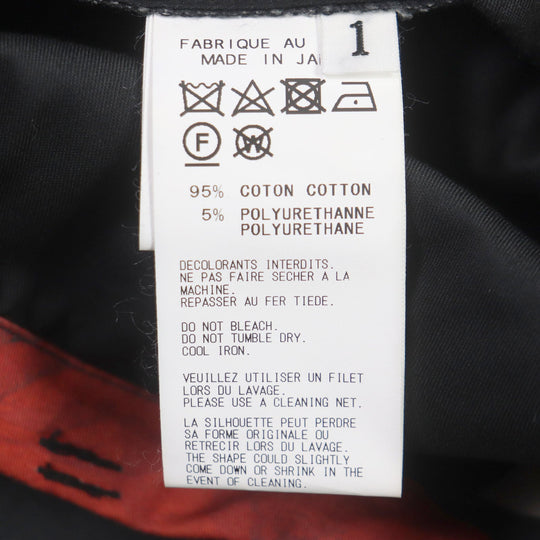 FABRIQUE AU
1
MADE IN
F
W
95% COTON COTTON
5% POLYURETHANNE
POLYURETHANE
DECOLORANTS INTERDITS.
NE PAS FAIRE SECHER A LA
MACHINE.
REPASSER AU FER TIEDE.
DO NOT BLEACH.
DO NOT TUMBLE DRY.
COOL IRON.
VEUILLEZ UTILISER UN FILET
LORS DU LAVAGE.
PLEASE USE A CLEANING NET.
LA SILHOUETTE PEUT PERDRE
SA FORME ORIGINALE OU
RETRECIR LORS DU LAVAGE.
THE SHAPE COULD SLIGHTLY
COME DOWN OR SHRINK IN THE
EVENT OF CLEANING.